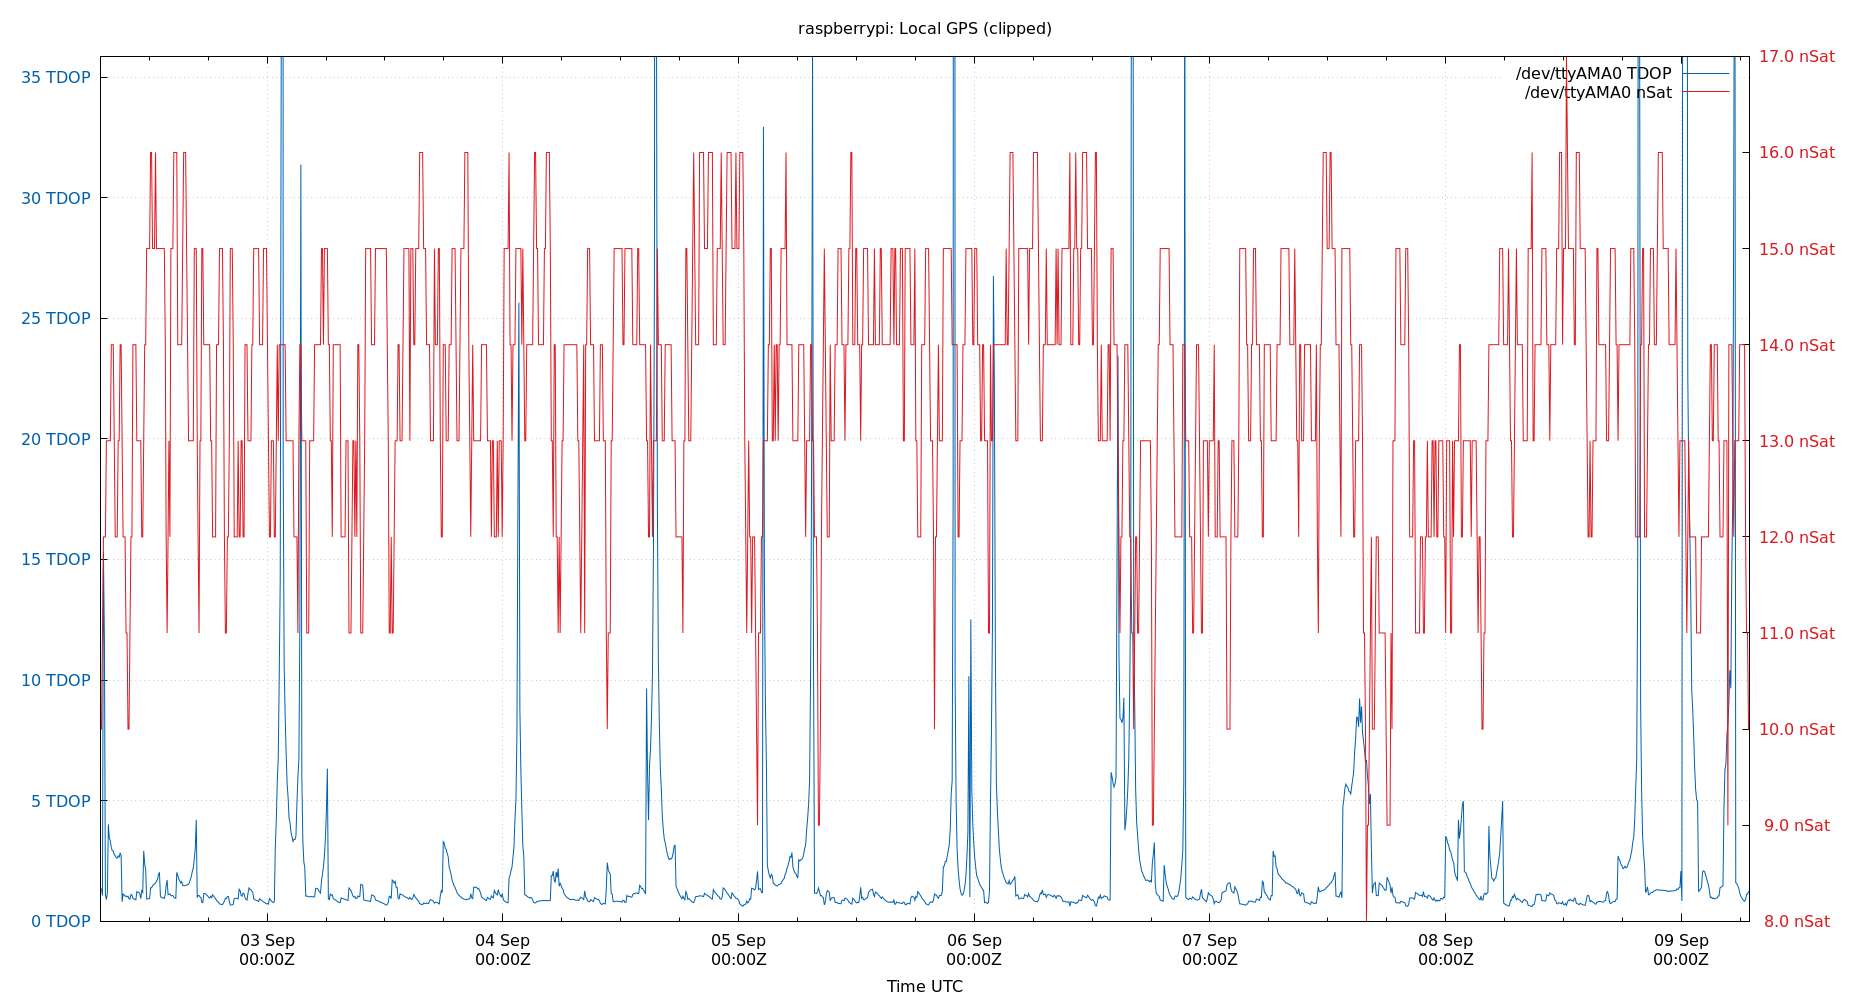 raspberrypi: Local GPS (clipped)
35 TDOP
30 TDOP
25 TDOP
20 TDOP
15 TDOP
10 TDOP
5 TDOP
0 TDOP
/dev/ttyAMA0 TDOP
/dev/ttyAMA0 nSat
17.0 nSat
16.0 nSat
15.0 nSat
14.0 nSat
13.0 nSat
12.0 nSat
11.0 nSat
10.0 nSat
9.0 nSat
8.0 nSat
03 Sep
00:00Z
04 Sep
00:00Z
05 Sep
00:00Z
06 Sep
00:00Z
07 Sep
00:00Z
08 Sep
00:00Z
09 Sep
00:00Z
Time UTC